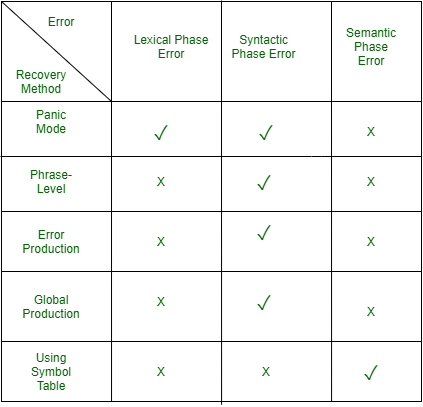 Error
Recovery
Method
Lexical Phase
Error
Syntactic
Phase Error
Semantic
Phase
Error
Panic
Mode
✓ ✓ X
Phrase-
Level
X ✓ X
Error
Production
X ✓ X
Global
Production
X ✓ X
Using
Symbol
Table
X X ✓